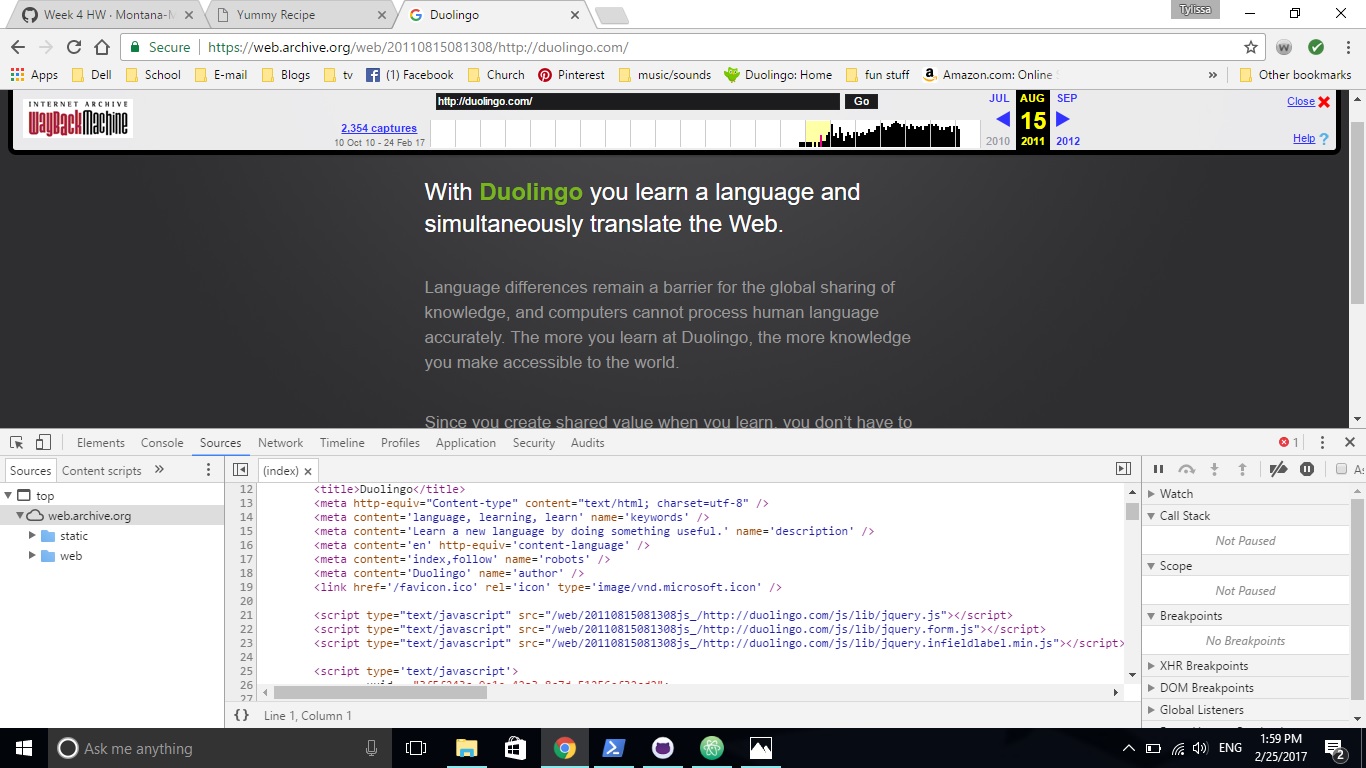 Week 4 HW · Montana-M
Yummy Recipe
Duolingo
Tylissa
Secure
https://web.archive.org/web/20110815081308/http://duolingo.com/
Apps
Dell
School
E-mail
Blogs
tv
(1) Facebook
Church
Pinterest
music/sounds
Duolingo: Home
fun stuff
Amazon.com: Online
»
Other bookmarks
INTERNET ARCHIVE
WayBackMachine
http://duolingo.com/
Go
JUL
AUG
SEP
Close
2,354 captures
15
10 Oct 10 - 24 Feb 17
2010
2011
2012
Help ?
With Duolingo you learn a language and
simultaneously translate the Web.
Language differences remain a barrier for the global sharing of
knowledge, and computers cannot process human language
accurately. The more you learn at Duolingo, the more knowledge
you make accessible to the world.
Since you create shared value when you learn, you don't have to
Elements
Console
Sources
Network
Timeline
Profiles
Application
Security
Audits
1
Sources
Content scripts
»
(index)
top
web.archive.org
static
web
12 <title>Duolingo</title>
13 <meta http-equiv="Content-type" content="text/html; charset=utf-8" />
14 <meta content='language, learning, learn' name='keywords' />
15 <meta content='Learn a new language by doing something useful.' name='description' />
16 <meta content='en' http-equiv='content-language' />
17 <meta content='index,follow' name='robots' />
18 <meta content='Duolingo' name='author' />
19 <link href='/favicon.ico' rel='icon' type='image/vnd.microsoft.icon' />
20
21 <script type="text/javascript" src="/web/20110815081308js_/http://duolingo.com/js/lib/jquery.js"></script>
22 <script type="text/javascript" src="/web/20110815081308js_/http://duolingo.com/js/lib/jquery.form.js"></script>
23 <script type="text/javascript" src="/web/20110815081308js_/http://duolingo.com/js/lib/jquery.infieldlabel.min.js"></script>
24
25 <script type='text/javascript'>
26
27
{ } Line 1, Column 1
As
Watch
Call Stack
Not Paused
Scope
Not Paused
Breakpoints
No Breakpoints
XHR Breakpoints
DOM Breakpoints
Global Listeners
Ask me anything
ENG
1:59 PM
2/25/2017
2